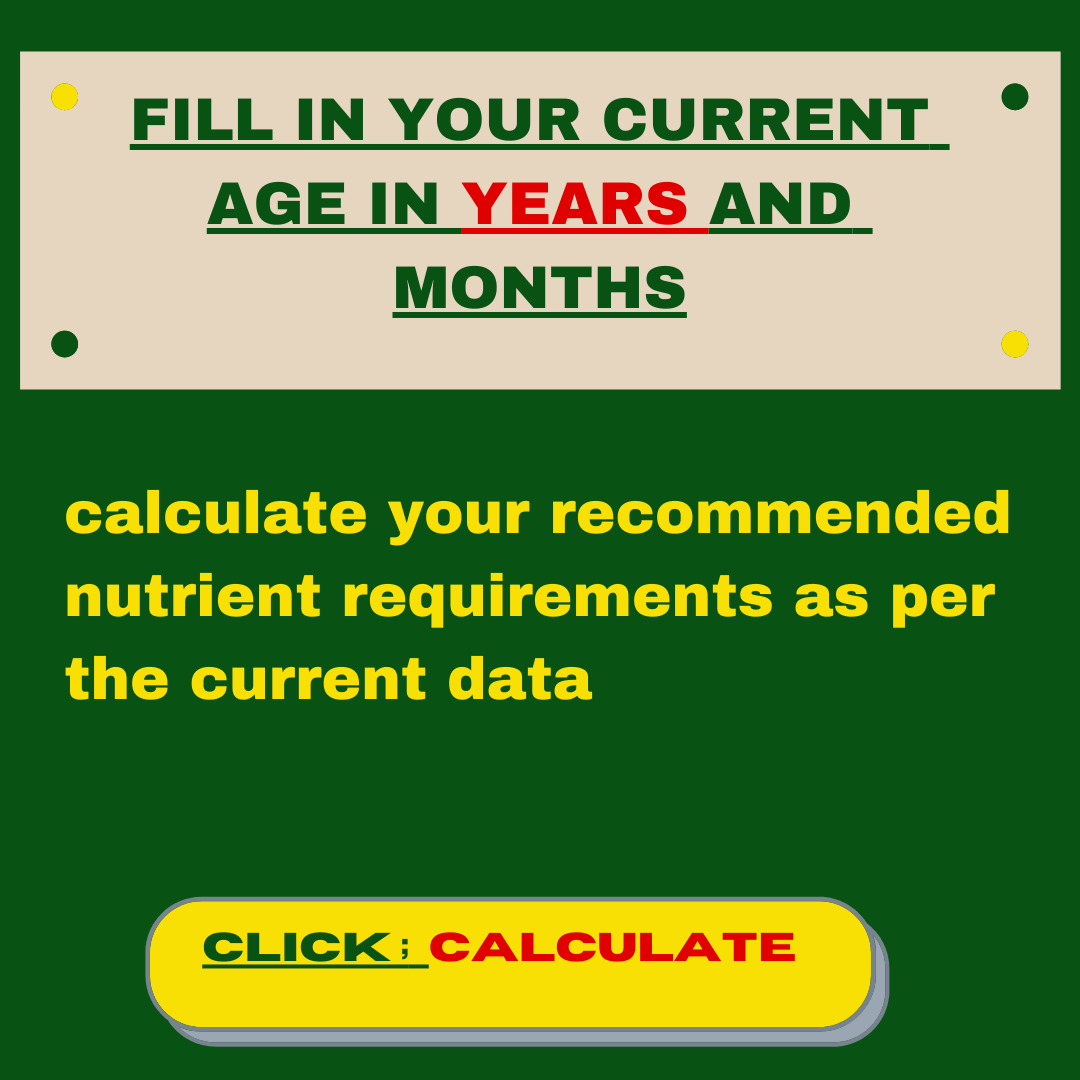 FILL IN YOUR CURRENT
AGE IN YEARS AND
MONTHS
calculate your recommended
nutrient requirements as per
the current data
CLICK ; CALCULATE